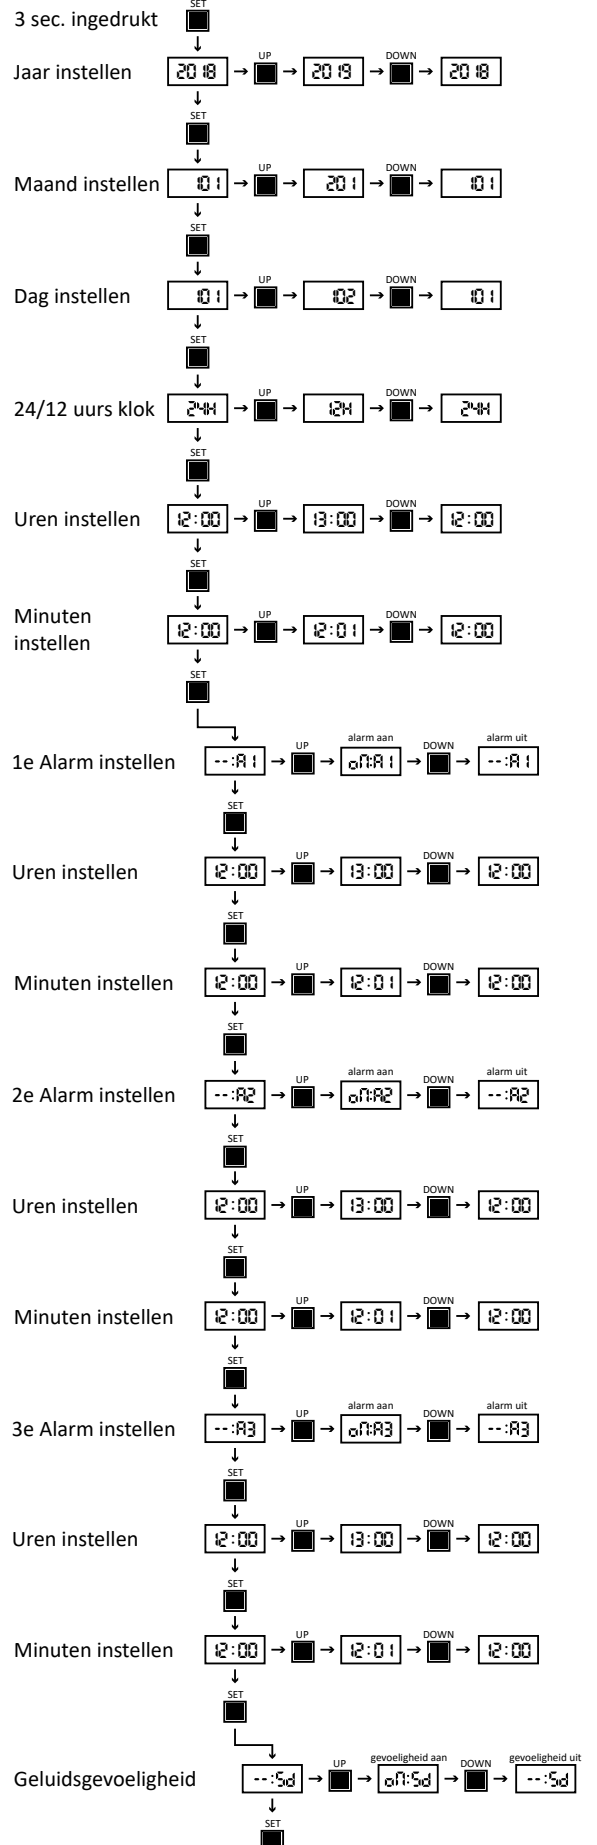 SET
3 sec. ingedrukt
UP DOWN
Jaar instellen 2018 → → 2019 → → 2018
SET
UP DOWN
Maand instellen 101 → → 201 → → 101
SET
UP DOWN
Dag instellen 101 → → 102 → → 101
SET
UP DOWN
24/12 uurs klok 24H → → 12H → → 24H
SET
UP DOWN
Uren instellen 12:00 → → 13:00 → → 12:00
SET
UP DOWN
Minuten
instellen 12:00 → → 12:01 → → 12:00
SET
UP alarm aan DOWN alarm uit
1e Alarm instellen --:A1 → → on:A1 → → --:A1
SET
UP DOWN
Uren instellen 12:00 → → 13:00 → → 12:00
SET
UP DOWN
Minuten instellen 12:00 → → 12:01 → → 12:00
SET
UP alarm aan DOWN alarm uit
2e Alarm instellen --:A2 → → on:A2 → → --:A2
SET
UP DOWN
Uren instellen 12:00 → → 13:00 → → 12:00
SET
UP DOWN
Minuten instellen 12:00 → → 12:01 → → 12:00
SET
UP alarm aan DOWN alarm uit
3e Alarm instellen --:A3 → → on:A3 → → --:A3
SET
UP DOWN
Uren instellen 12:00 → → 13:00 → → 12:00
SET
UP DOWN
Minuten instellen 12:00 → → 12:01 → → 12:00
SET
UP gevoeligheid aan DOWN gevoeligheid uit
Geluidsgevoeligheid --:Sd → → on:Sd → → --:Sd
SET